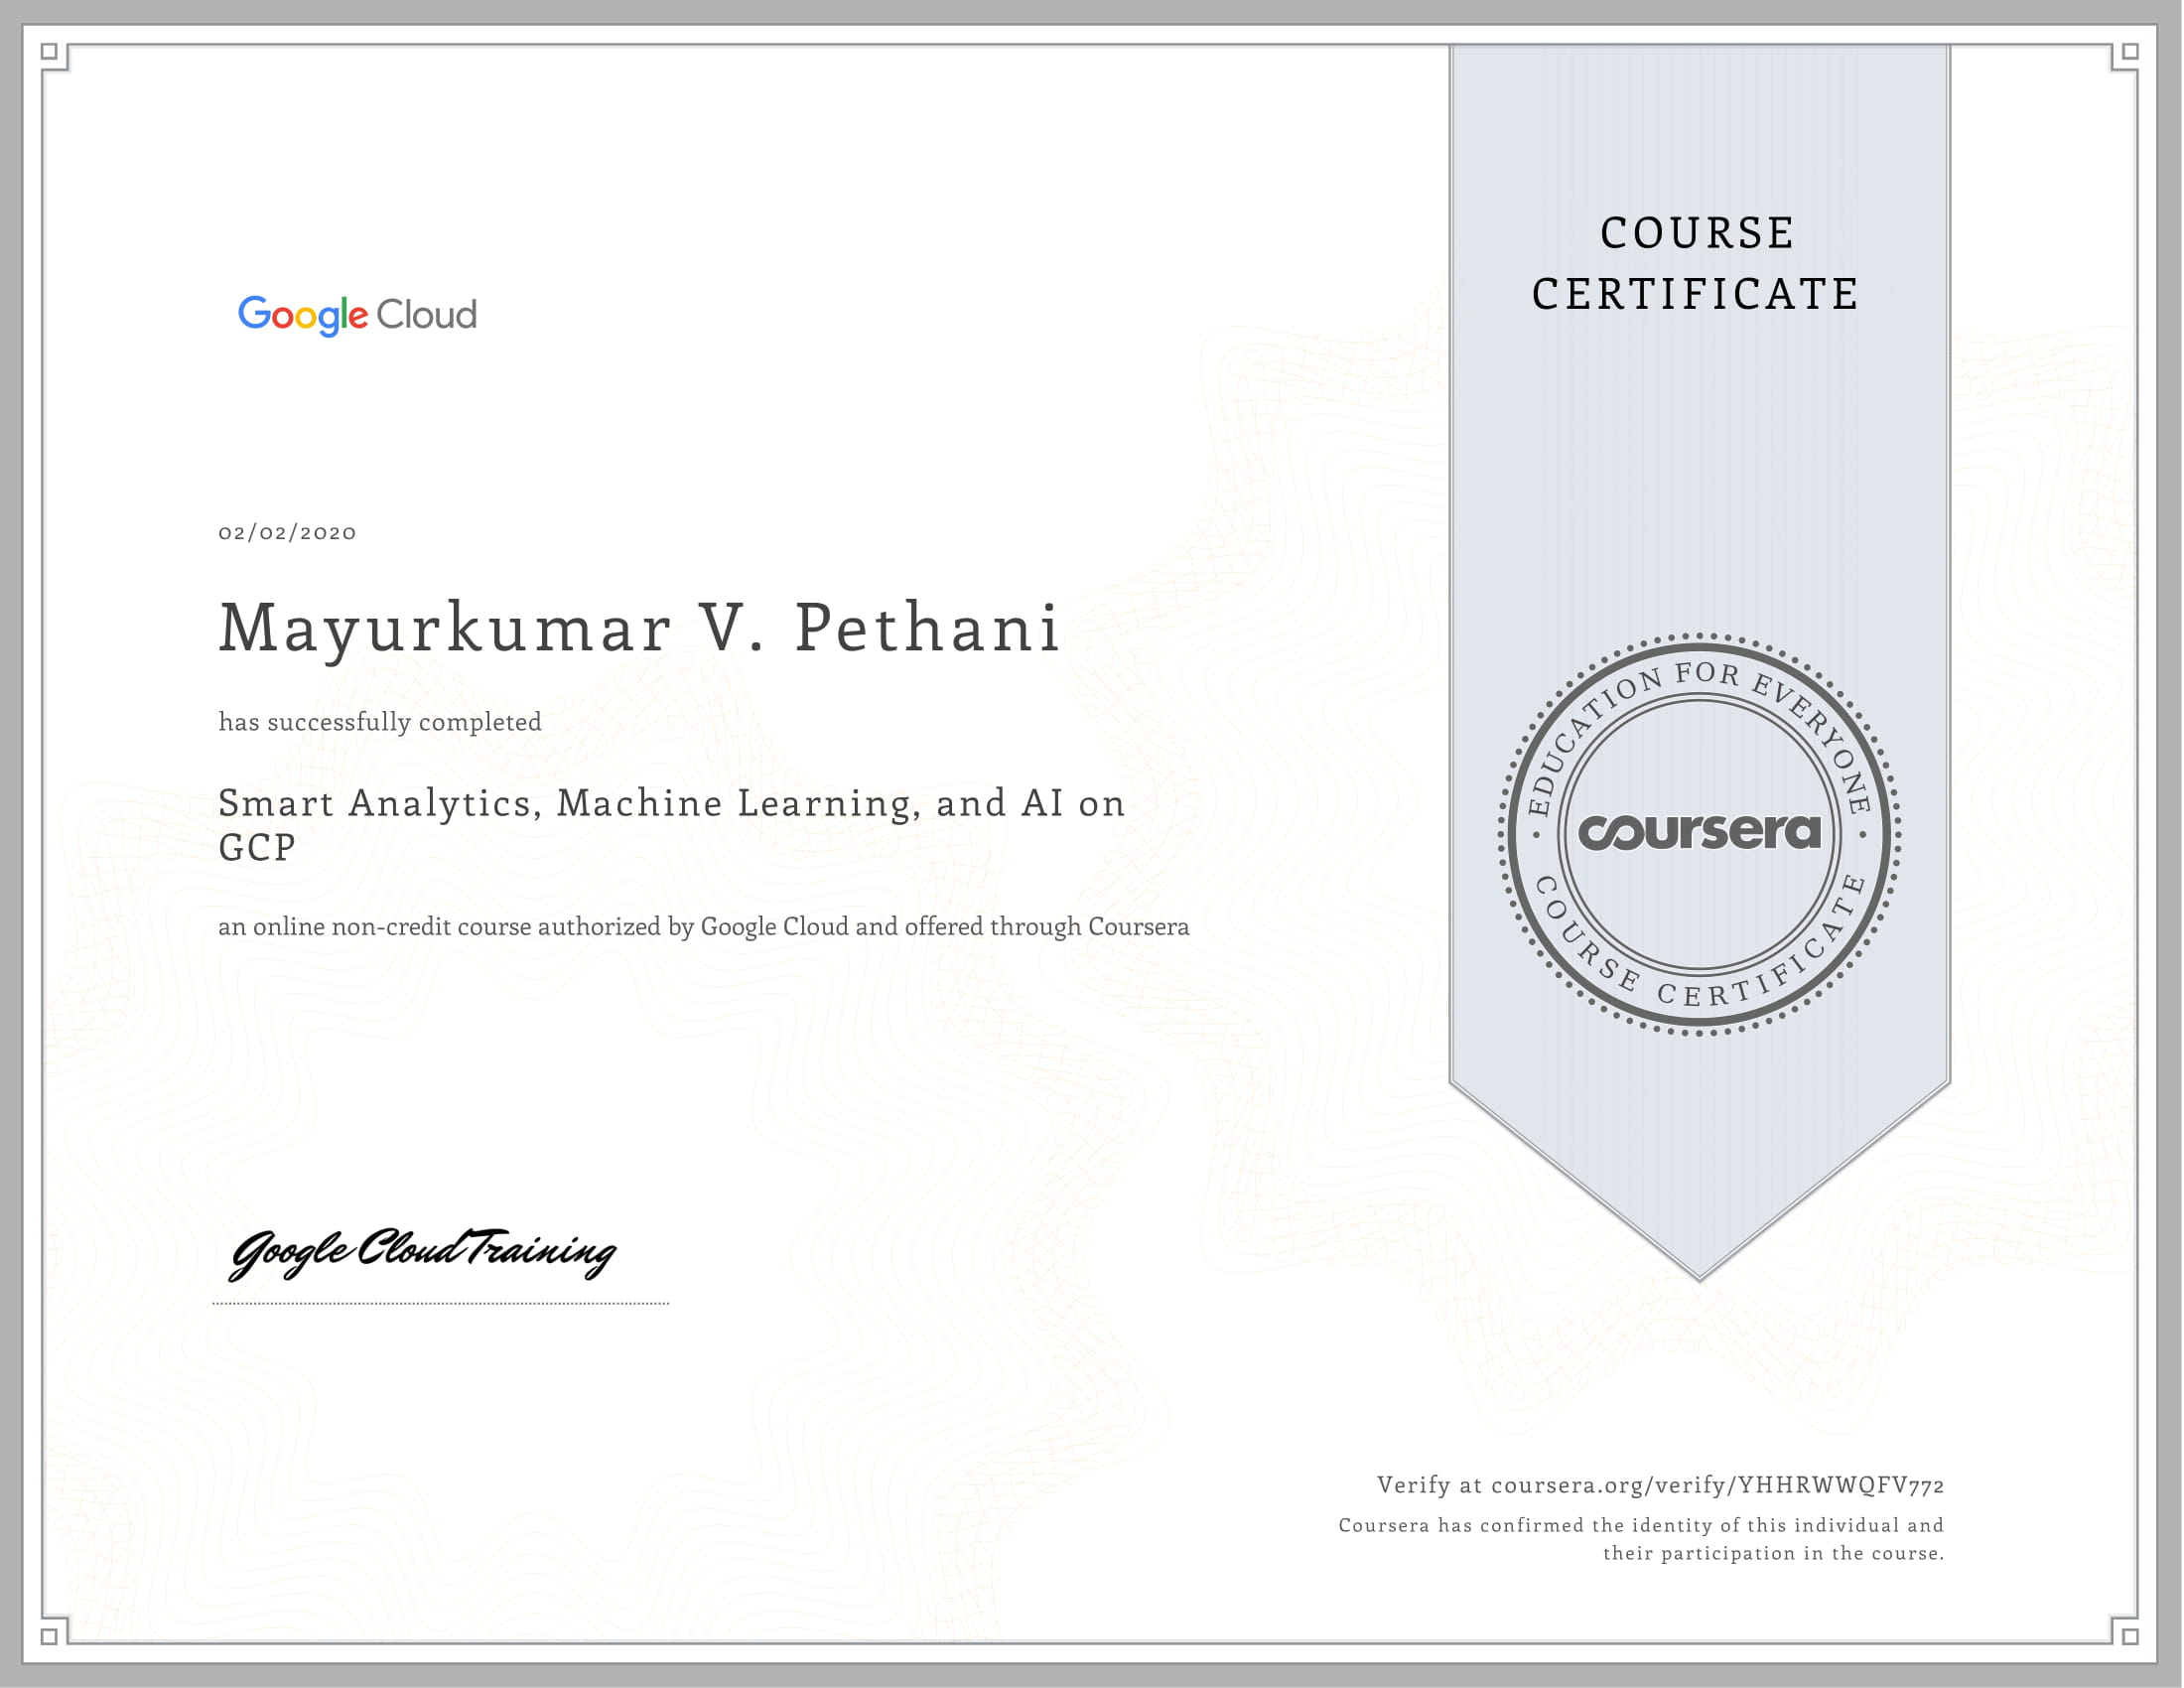 Google Cloud
02/02/2020
Mayurkumar V. Pethani
has successfully completed
Smart Analytics, Machine Learning, and AI on
GCP
an online non-credit course authorized by Google Cloud and offered through Coursera
Google Cloud Training
COURSE
CERTIFICATE
EDUCATION FOR EVERYONE
coursera
COURSE CERTIFICATE
Verify at coursera.org/verify/YHHRWWQFV772
Coursera has confirmed the identity of this individual and
their participation in the course.